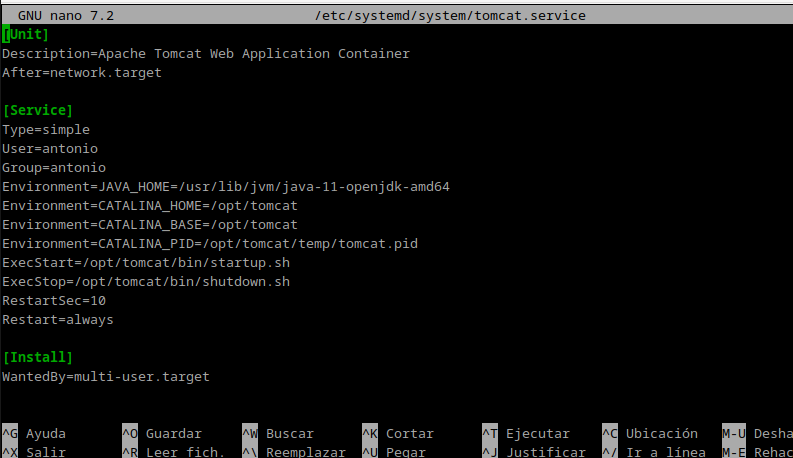 GNU nano 7.2 /etc/systemd/system/tomcat.service
[Unit]
Description=Apache Tomcat Web Application Container
After=network.target
[Service]
Type=simple
User=antonio
Group=antonio
Environment=JAVA_HOME=/usr/lib/jvm/java-11-openjdk-amd64
Environment=CATALINA_HOME=/opt/tomcat
Environment=CATALINA_BASE=/opt/tomcat
Environment=CATALINA_PID=/opt/tomcat/temp/tomcat.pid
ExecStart=/opt/tomcat/bin/startup.sh
ExecStop=/opt/tomcat/bin/shutdown.sh
RestartSec=10
Restart=always
[Install]
WantedBy=multi-user.target
^G Ayuda ^O Guardar ^W Buscar ^K Cortar ^T Ejecutar ^C Ubicación M-U Desha
^X Salir ^R Leer fich. ^\ Reemplazar ^U Pegar ^J Justificar ^/ Ir a línea M-E Rehac